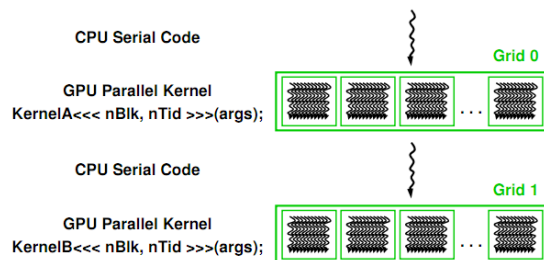 CPU Serial Code
Grid 0
GPU Parallel Kernel
KernelA<<< nBlk, nTid >>>(args);
. . .
CPU Serial Code
Grid 1
GPU Parallel Kernel
KernelB<<< nBlk, nTid >>>(args);
. . .